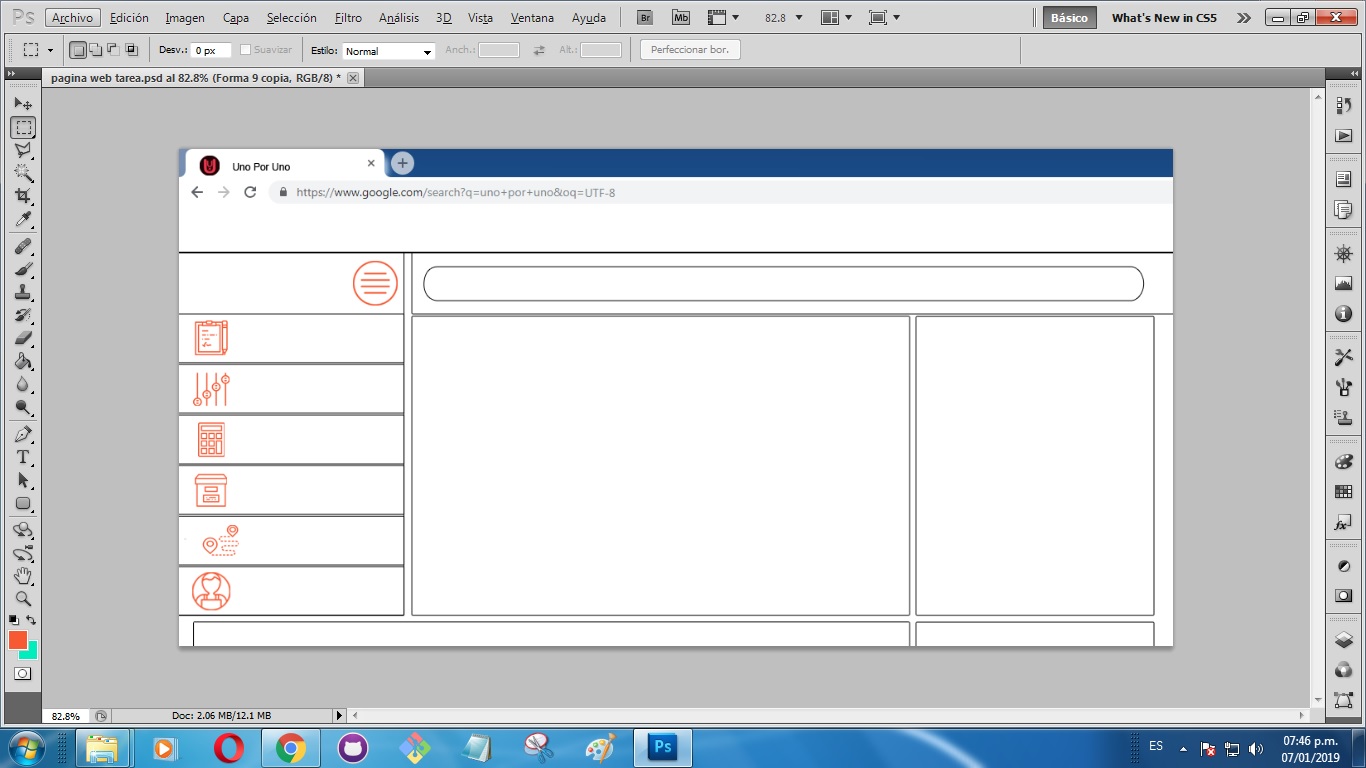 Ps Archivo Edición Imagen Capa Selección Filtro Análisis 3D Vista Ventana Ayuda Br Mb 82.8 Básico What's New in CS5
Desv.: 0 px Suavizar Estilo: Normal Anch.: Alt.: Perfeccionar bor.
pagina web tarea.psd al 82.8% (Forma 9 copia, RGB/8) *
Uno Por Uno
https://www.google.com/search?q=uno+por+uno&oq=UTF-8
82.8% Doc: 2.06 MB/12.1 MB
Ps ES 07:46 p.m.
07/01/2019